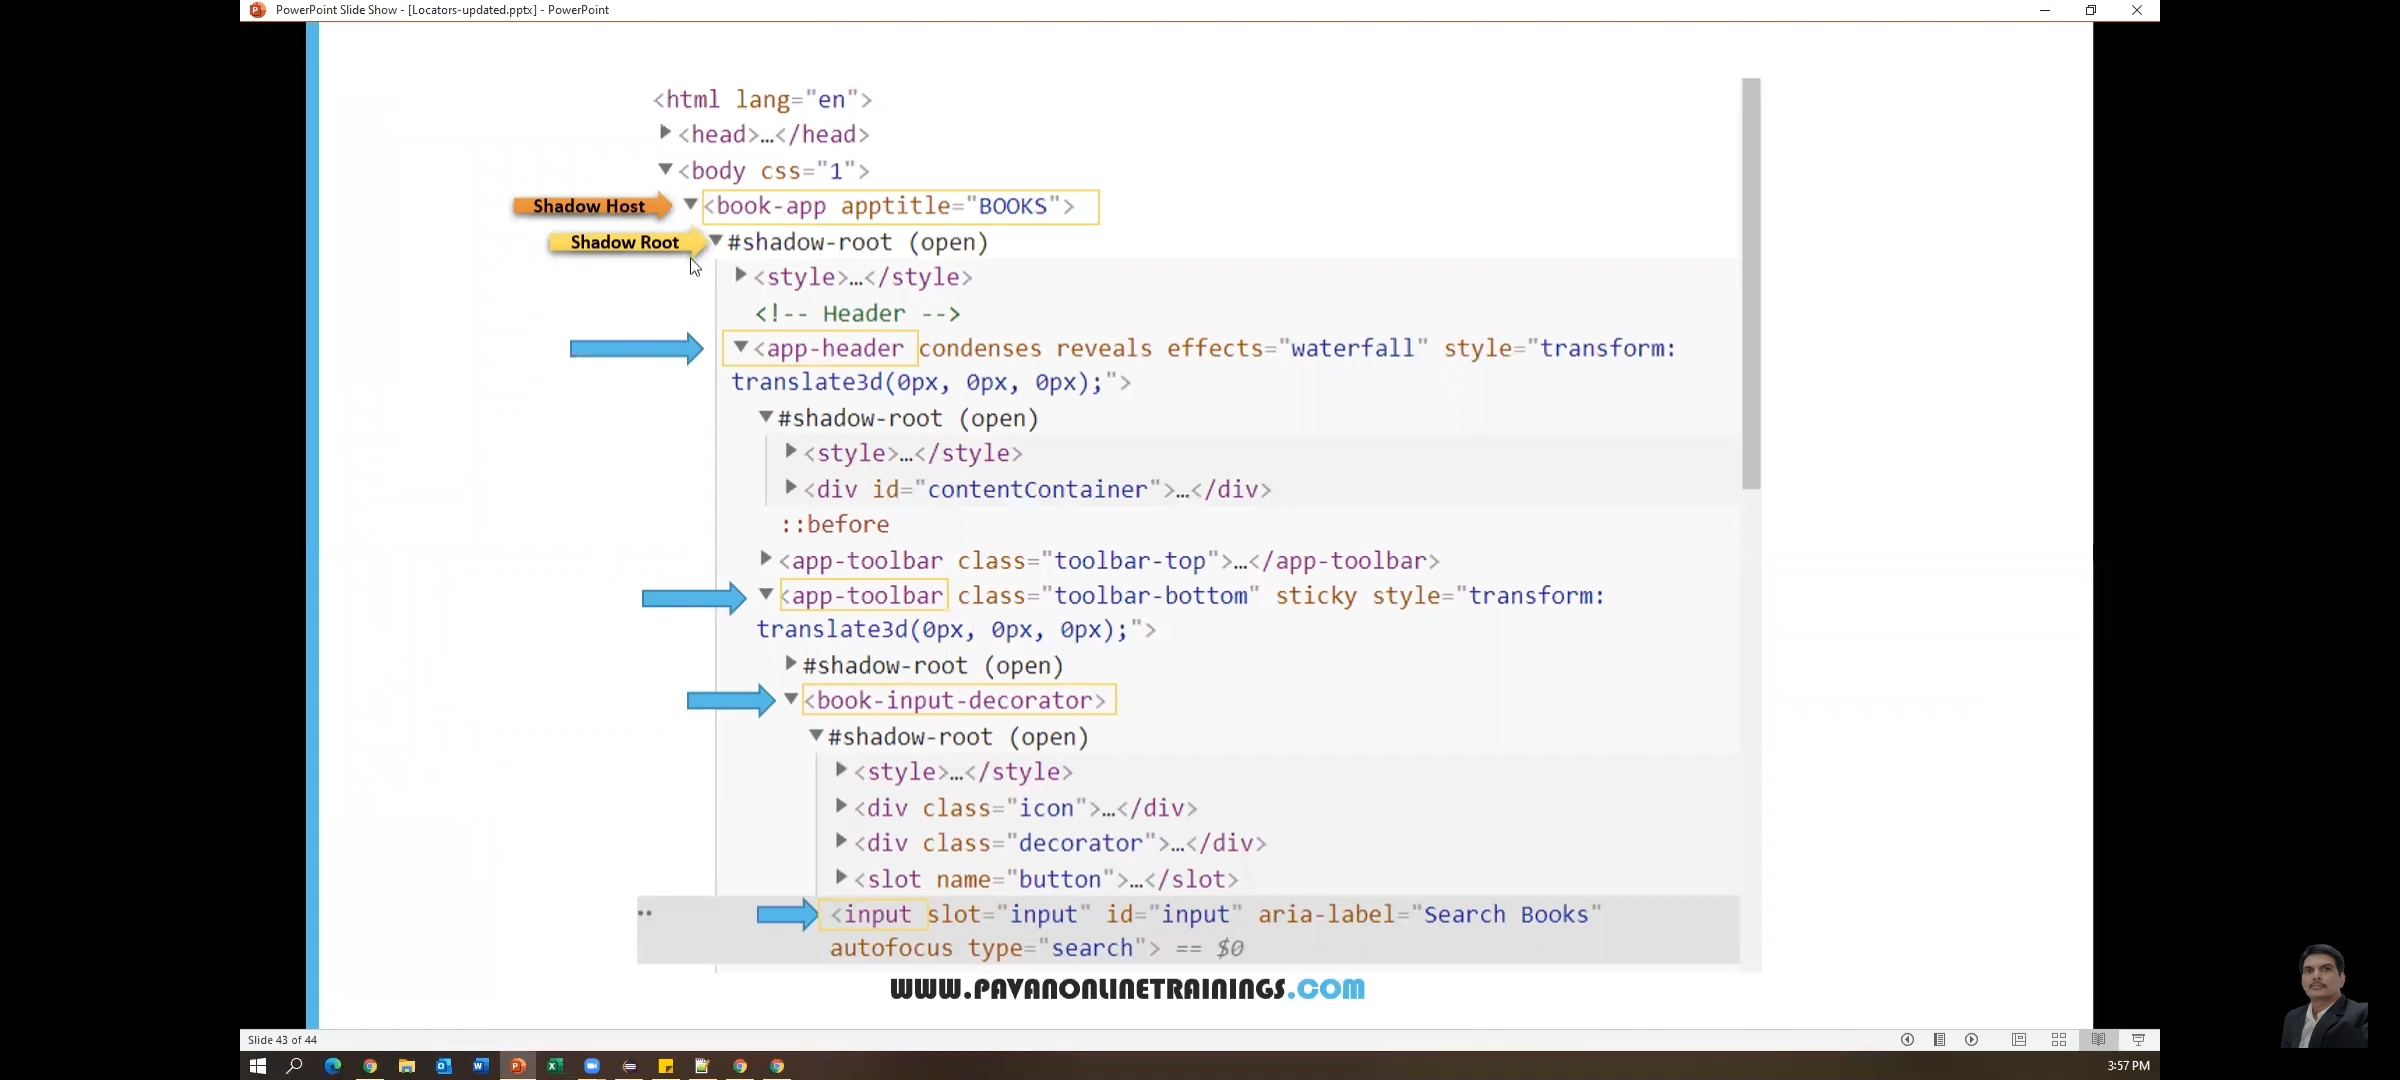 PowerPoint Slide Show - [Locators-updated.pptx] - PowerPoint
<html lang="en">
<head>…</head>
<body css="1">
Shadow Host <book-app apptitle="BOOKS">
Shadow Root #shadow-root (open)
<style>…</style>
<!-- Header -->
<app-header condenses reveals effects="waterfall" style="transform:
translate3d(0px, 0px, 0px);">
#shadow-root (open)
<style>…</style>
<div id="contentContainer">…</div>
::before
<app-toolbar class="toolbar-top">…</app-toolbar>
<app-toolbar class="toolbar-bottom" sticky style="transform:
translate3d(0px, 0px, 0px);">
#shadow-root (open)
<book-input-decorator>
#shadow-root (open)
<style>…</style>
<div class="icon">…</div>
<div class="decorator">…</div>
<slot name="button">…</slot>
<input slot="input" id="input" aria-label="Search Books"
autofocus type="search"> == $0
WWW.PAVANONLINETRAININGS.COM
Slide 43 of 44
3:57 PM